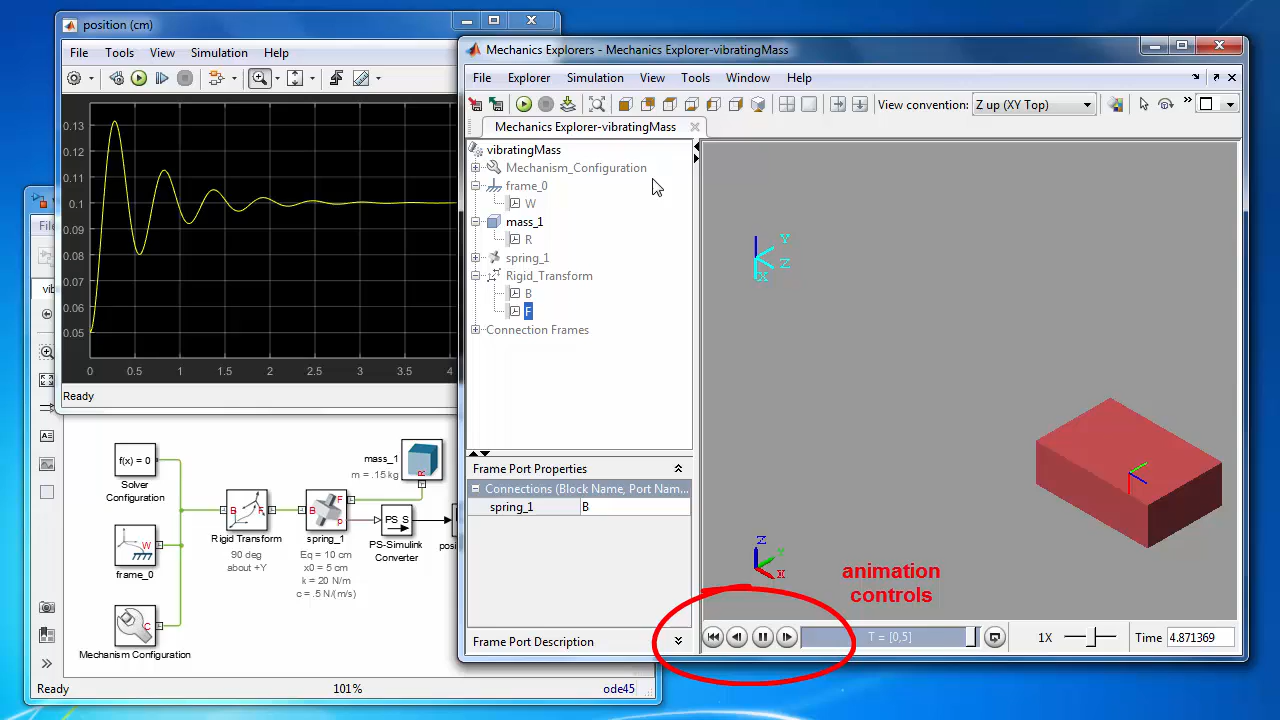 position (cm)
File Tools View Simulation Help
0.13
0.12
0.11
0.1
0.09
0.08
0.07
0.06
0.05
0 0.5 1 1.5 2 2.5 3 3.5 4
Ready
File
vib
f(x) = 0
Solver
Configuration
W
frame_0
C
Mechanism Configuration
B F
Rigid Transform
90 deg
about +Y
B F
P
spring_1
Eq = 10 cm
x0 = 5 cm
k = 20 N/m
c = .5 N/(m/s)
mass_1
m = .15 kg
R
PS S
PS-Simulink
Converter
posi
Ready 101% ode45
Mechanics Explorers - Mechanics Explorer-vibratingMass
File Explorer Simulation View Tools Window Help
View convention: Z up (XY Top)
Mechanics Explorer-vibratingMass
vibratingMass
Mechanism_Configuration
frame_0
W
mass_1
R
spring_1
Rigid_Transform
B
F
Connection Frames
Frame Port Properties
Connections (Block Name, Port Nam...
spring_1 B
Frame Port Description
Y
Z
X
Z
Y
X
animation
controls
T = [0,5] 1X Time 4.871369